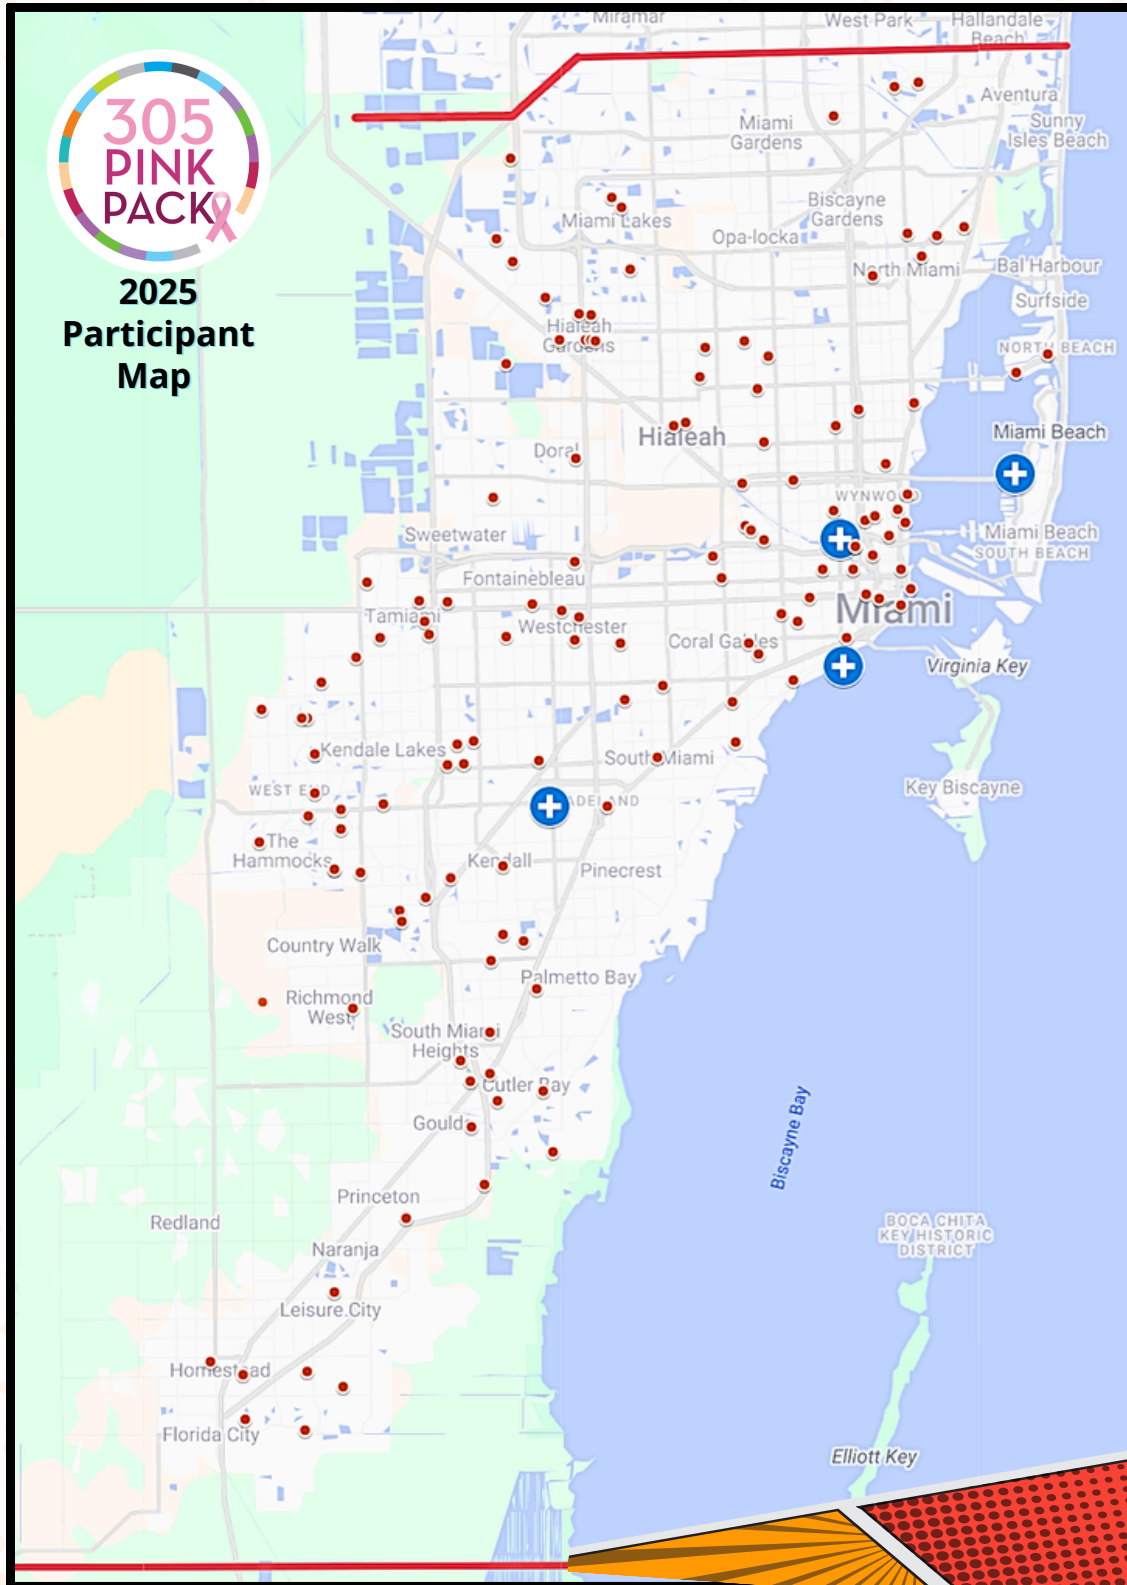 305
PINK
PACK
2025
Participant
Map
Miramar
West Park
Hallandale
Beach
Aventura
Sunny
Isles Beach
Miami
Gardens
Biscayne
Gardens
Miami Lakes
Opa-locka
North Miami
Bal Harbour
Surfside
NORTH BEACH
Hialeah
Gardens
Miami Beach
Hialeah
Doral
WYNWOOD
Miami Beach
SOUTH BEACH
Sweetwater
Fontainebleau
Tamiami
Westchester
Miami
Coral Gables
Virginia Key
Kendale Lakes
South Miami
Key Biscayne
WEST END
DADELAND
The
Hammocks
Kendall
Pinecrest
Country Walk
Palmetto Bay
Richmond
West
South Miami
Heights
Cutler Bay
Goulds
Biscayne Bay
Princeton
Redland
BOCA CHITA
KEY HISTORIC
DISTRICT
Naranja
Leisure City
Homestead
Florida City
Elliott Key